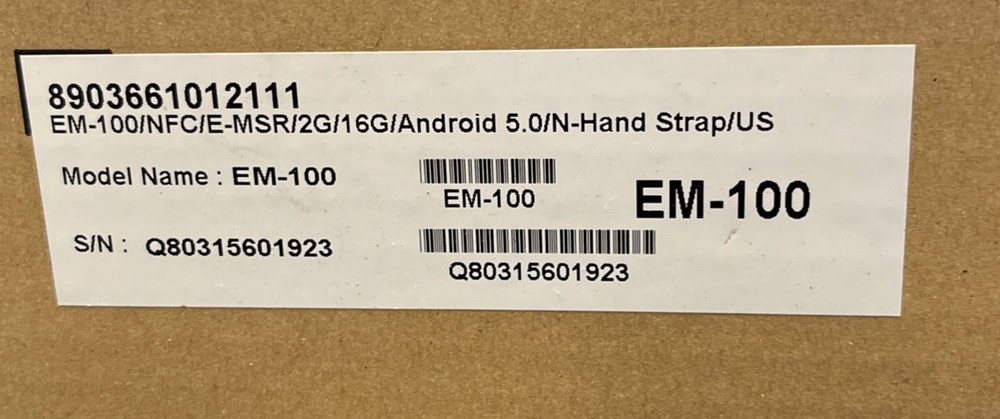 8903661012111
EM-100/NFC/E-MSR/2G/16G/Android 5.0/N-Hand Strap/US
Model Name : EM-100
EM-100
EM-100
S/N : Q80315601923
Q80315601923